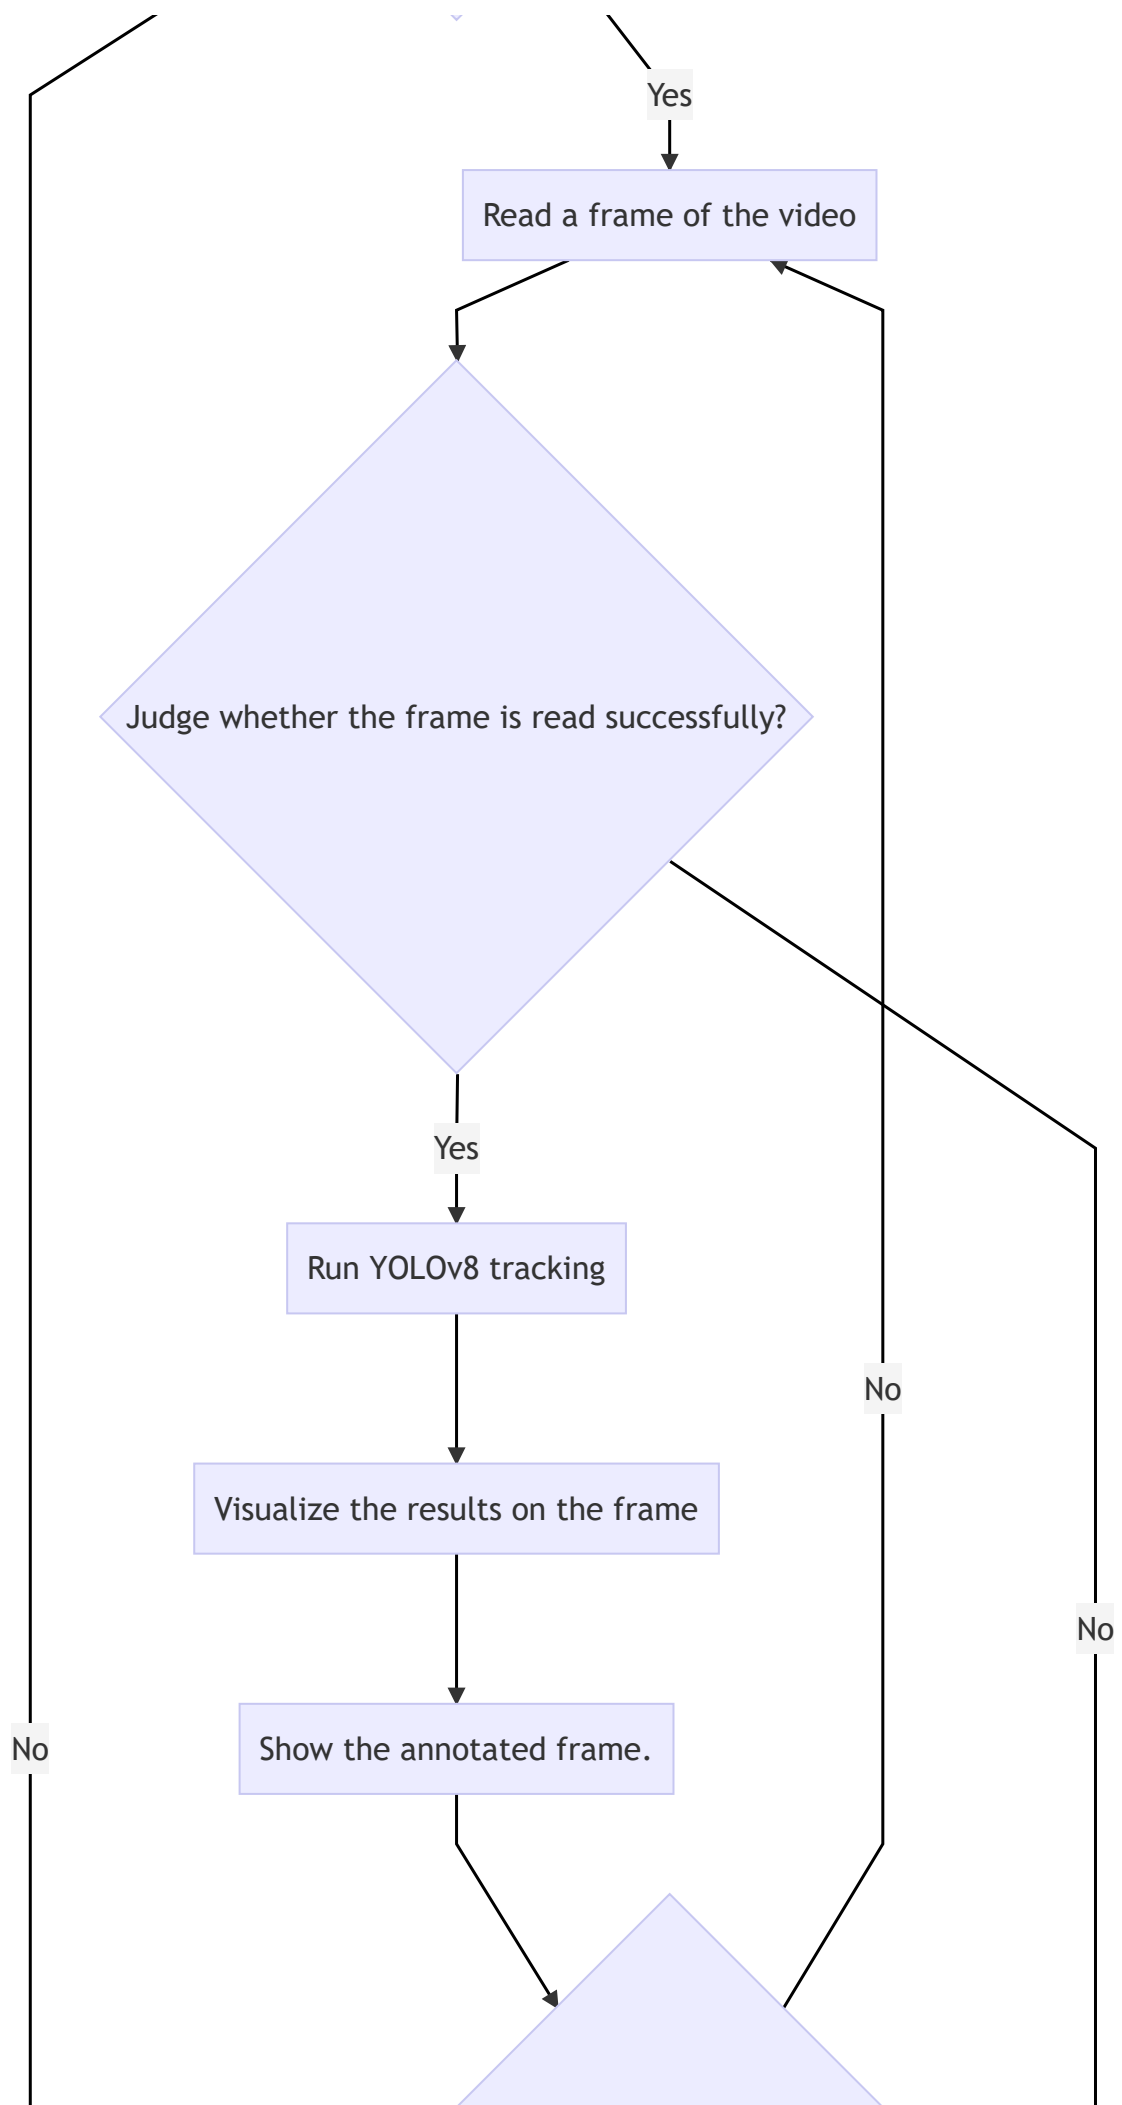 Yes
Read a frame of the video
Judge whether the frame is read successfully?
Yes
Run YOLOv8 tracking
No
Visualize the results on the frame
No
Show the annotated frame.
No